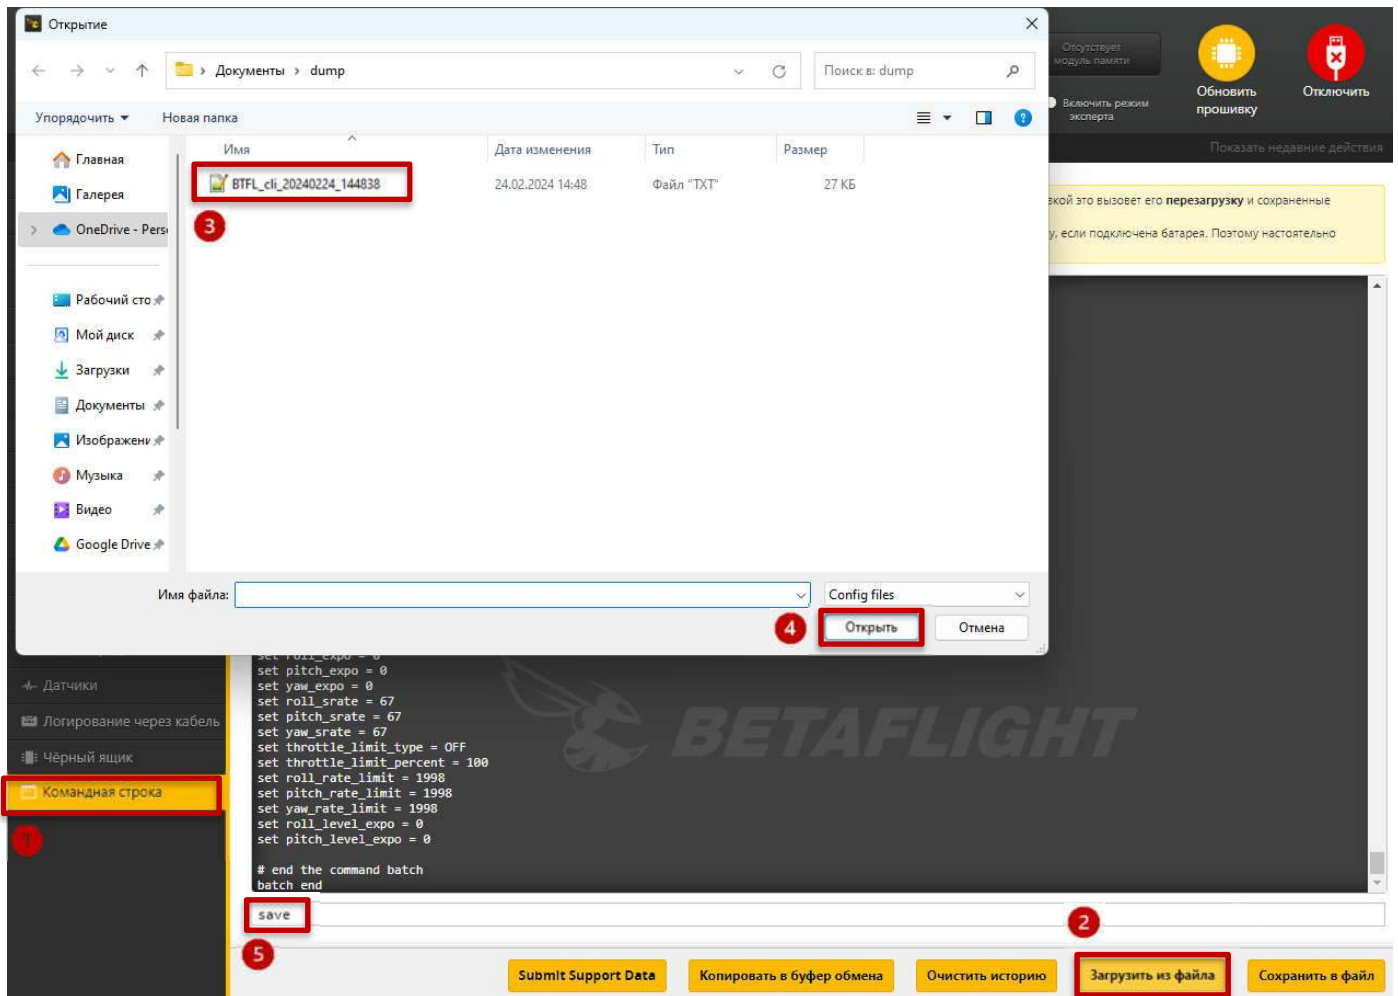 Открытие
Документы > dump
Поиск в: dump
Отсутствует
модуль памяти
Обновить
прошивку
Отключить
Включить режим
эксперта
Упорядочить
Новая папка
Показать недавние действия
Имя
Дата изменения
Тип
Размер
BTFL_cli_20240224_144838
24.02.2024 14:48
Файл "TXT"
27 КБ
3
Главная
Галерея
OneDrive - Pers
Рабочий сто
Мой диск
Загрузки
Документы
Изображени
Музыка
Видео
Google Drive
зкой это вызовет его перезагрузку и сохраненные
у, если подключена батарея. Поэтому настоятельно
Имя файла:
Config files
4
Открыть
Отмена
set roll_expo = 0
set pitch_expo = 0
set yaw_expo = 0
set roll_srate = 67
set pitch_srate = 67
set yaw_srate = 67
set throttle_limit_type = OFF
set throttle_limit_percent = 100
set roll_rate_limit = 1998
set pitch_rate_limit = 1998
set yaw_rate_limit = 1998
set roll_level_expo = 0
set pitch_level_expo = 0
# end the command batch
batch end
BETAFLIGHT
Датчики
Логирование через кабель
Чёрный ящик
Командная строка
1
save
5
2
Submit Support Data
Копировать в буфер обмена
Очистить историю
Загрузить из файла
Сохранить в файл